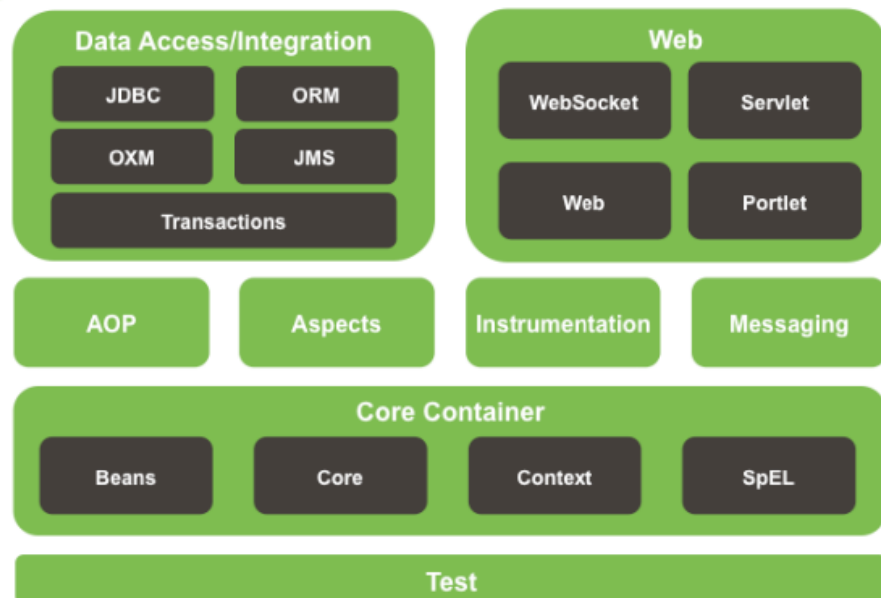 Data Access/Integration
JDBC
ORM
OXM
JMS
Transactions
Web
WebSocket
Servlet
Web
Portlet
AOP
Aspects
Instrumentation
Messaging
Core Container
Beans
Core
Context
SpEL
Test